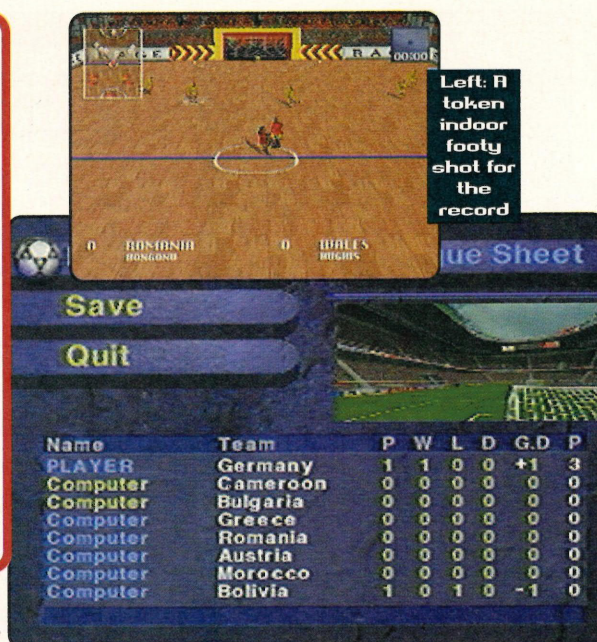 RAGE
RA
00:00
Left: A
token
indoor
footy
shot for
the
record
0 ROMANIA 0 WALES
HUGHES
gue Sheet
Save
Quit
Name Team P W L D G.D P
PLAYER Germany 1 1 0 0 +1 3
Computer Cameroon 0 0 0 0 0 0
Computer Bulgaria 0 0 0 0 0 0
Computer Greece 0 0 0 0 0 0
Computer Romania 0 0 0 0 0 0
Computer Austria 0 0 0 0 0 0
Computer Morocco 0 0 0 0 0 0
Computer Bolivia 1 0 1 0 -1 0